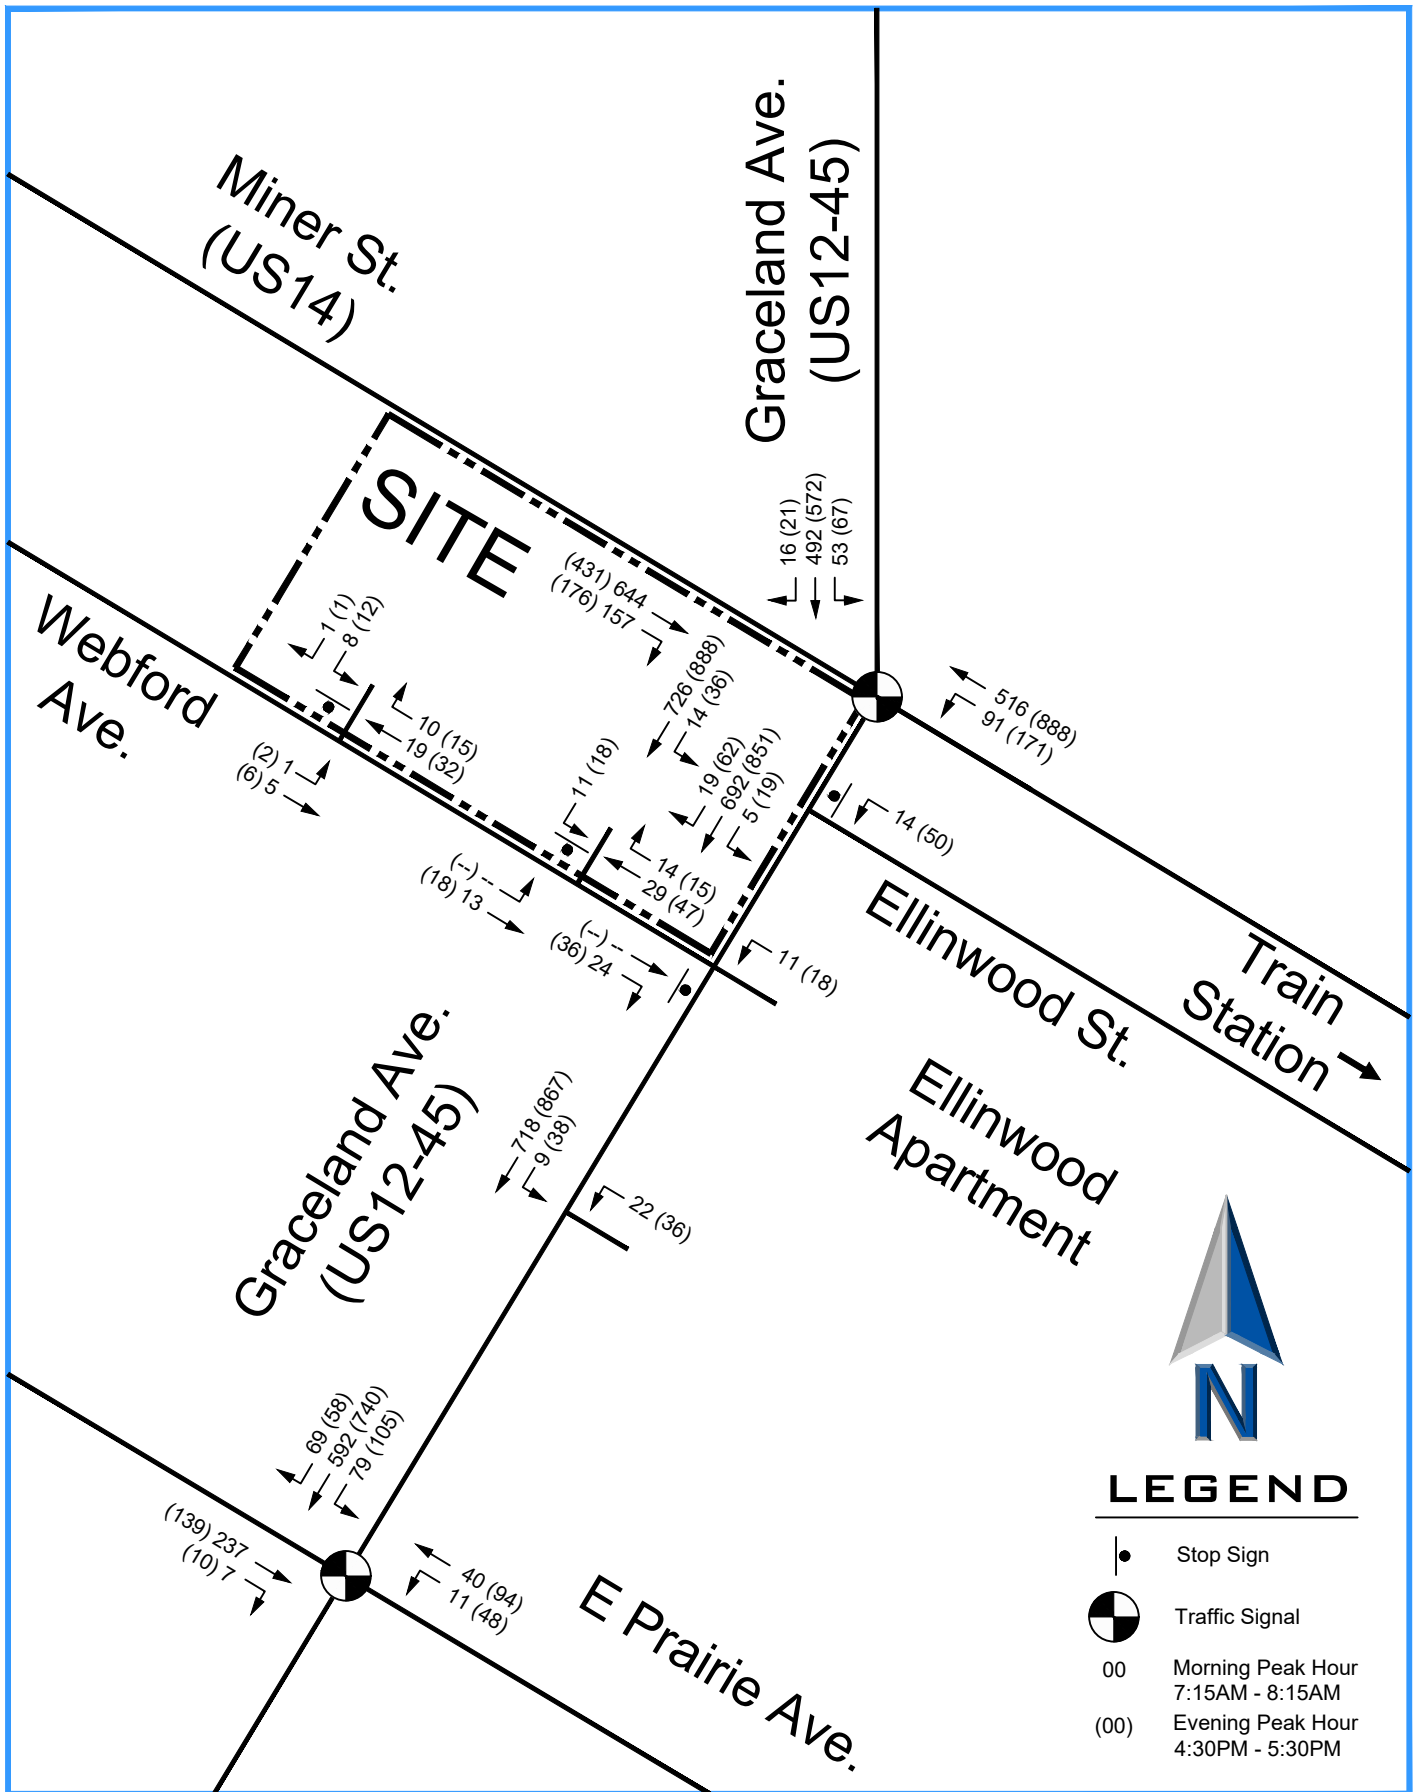 Graceland Ave.
(US12-45)
Miner St.
(US14)
SITE
16 (21)
492 (572)
53 (67)
(431) 644
(176) 157
Webford
Ave.
1 (1)
8 (12)
726 (888)
14 (36)
516 (888)
91 (171)
10 (15)
19 (32)
(2) 1
(6) 5
11 (18)
19 (62)
692 (851)
5 (19)
14 (50)
14 (15)
29 (47)
(--) --
(18) 13
(--) --
(36) 24
11 (18)
Ellinwood St.
Train
Station
Graceland Ave.
(US12-45)
718 (867)
9 (38)
22 (36)
Ellinwood
Apartment
69 (58)
592 (740)
79 (105)
(139) 237
(10) 7
40 (94)
11 (48)
E Prairie Ave.
N
LEGEND
Stop Sign
Traffic Signal
00 Morning Peak Hour
7:15AM - 8:15AM
(00) Evening Peak Hour
4:30PM - 5:30PM